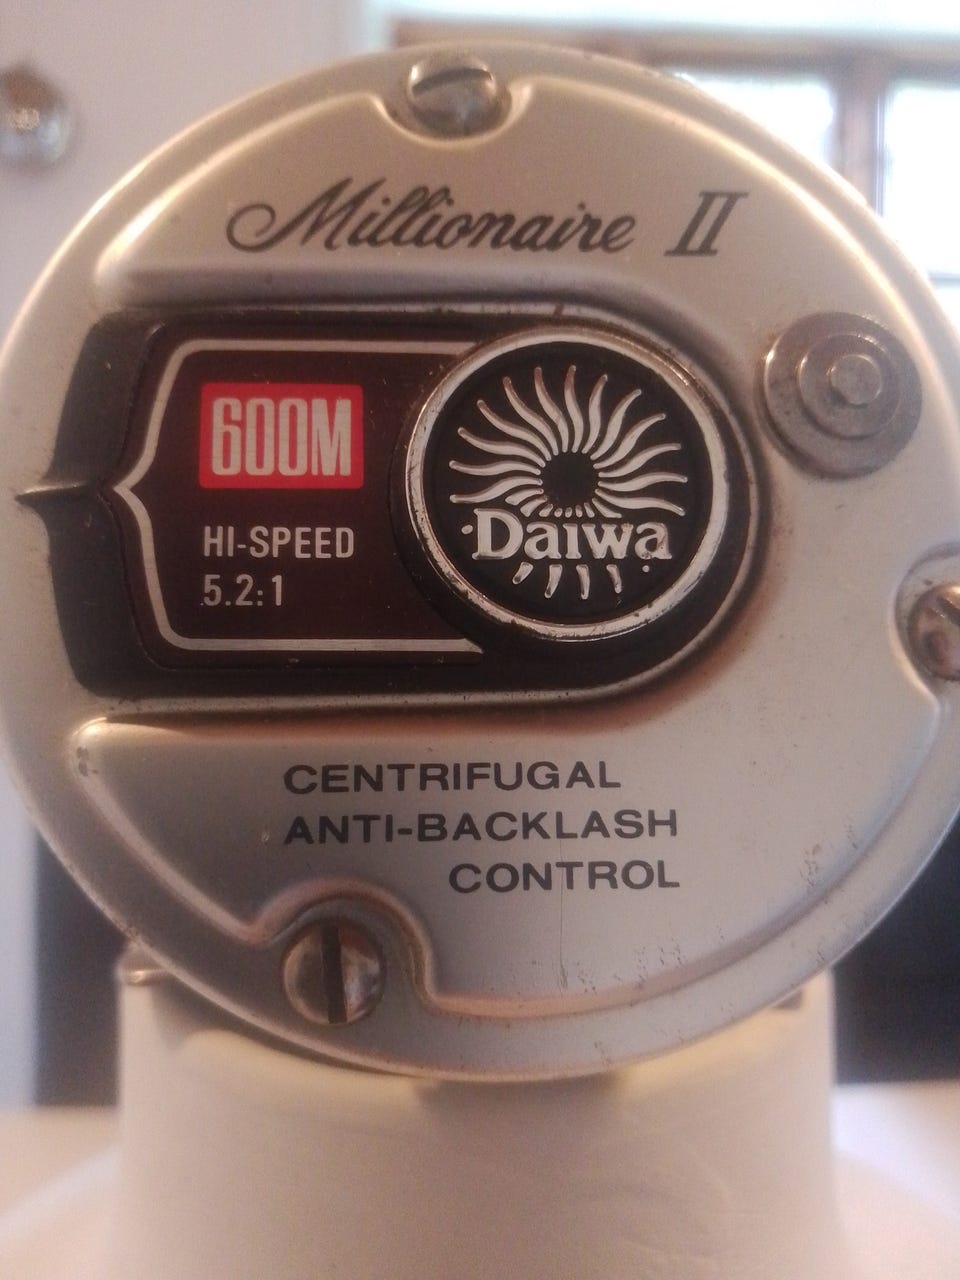 Millionaire II
600M
HI-SPEED
5.2:1
Daiwa
CENTRIFUGAL
ANTI-BACKLASH
CONTROL